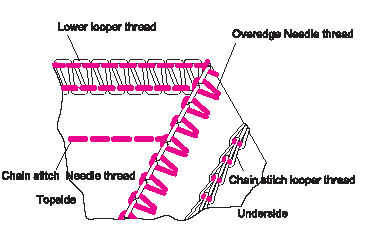 Lower looper thread
Overedge Needle thread
Chain stitch Needle thread
Chain stitch looper thread
Topside
Underside